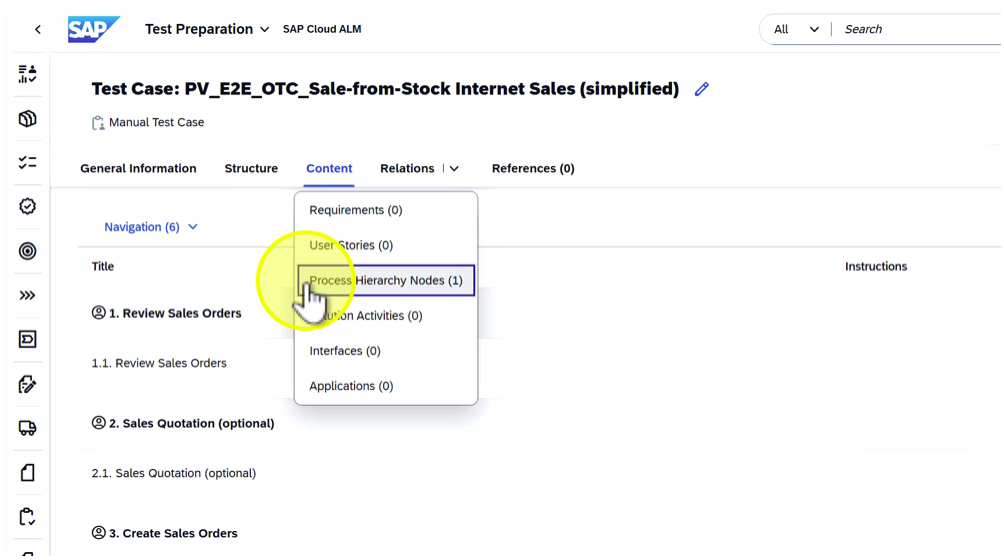 SAP Test Preparation SAP Cloud ALM All Search
Test Case: PV_E2E_OTC_Sale-from-Stock Internet Sales (simplified)
Manual Test Case
General Information Structure Content Relations References (0)
Requirements (0)
Navigation (6)
User Stories (0)
Title Instructions
Process Hierarchy Nodes (1)
1. Review Sales Orders
Activities (0)
Interfaces (0)
1.1. Review Sales Orders
Applications (0)
2. Sales Quotation (optional)
2.1. Sales Quotation (optional)
3. Create Sales Orders